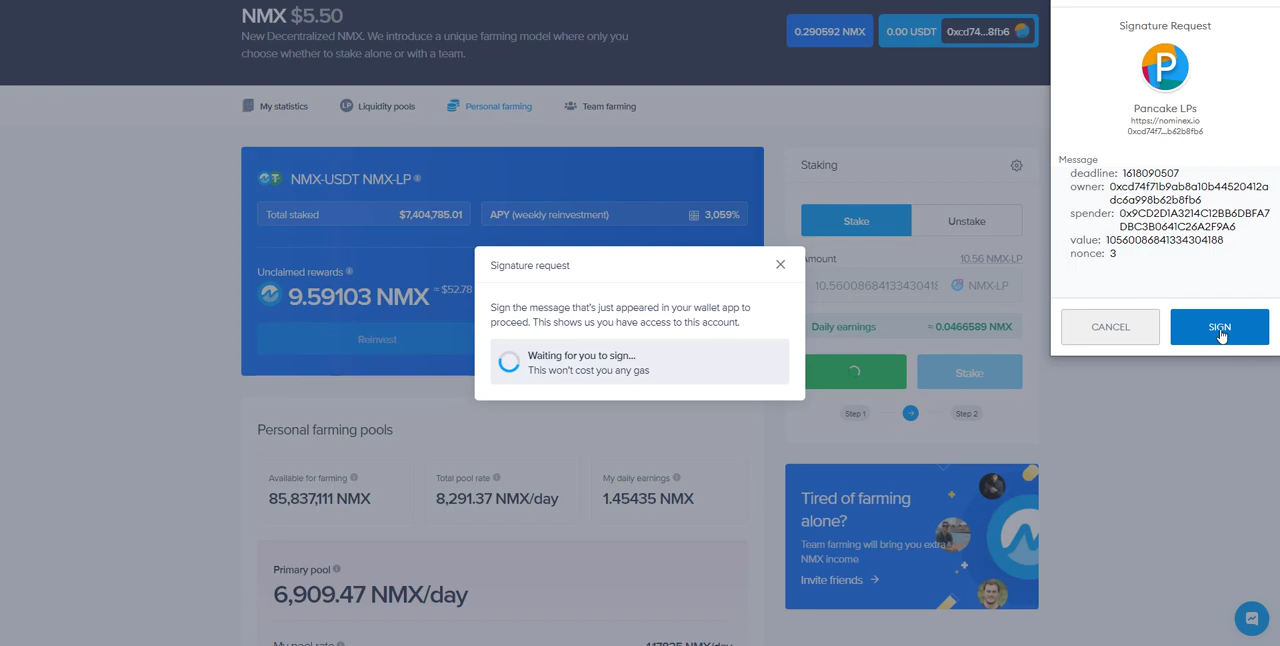 NMX $5.50
New Decentralized NMX. We introduce a unique farming model where only you
choose whether to stake alone or with a team.
0.290592 NMX
0.00 USDT
0xcd74...8fb6
My statistics
LP
Liquidity pools
Personal farming
Team farming
NMX-USDT NMX-LP
Total staked
$7,404,785.01
APY (weekly reinvestment)
3,059%
Unclaimed rewards
9.59103 NMX
≈ $52.78
Reinvest
Signature request
Sign the message that's just appeared in your wallet app to
proceed. This shows us you have access to this account.
Waiting for you to sign...
This won't cost you any gas
Staking
Stake
Unstake
Amount
10.56 NMX-LP
NMX-LP
Daily earnings
≈ 0.0466589 NMX
Stake
Step 1
Step 2
Personal farming pools
Available for farming
85,837,111 NMX
Total pool rate
8,291.37 NMX/day
My daily earnings
1.45435 NMX
Primary pool
6,909.47 NMX/day
My pool rate
Tired of farming
alone?
Team farming will bring you extra
NMX income
Invite friends
Signature Request
P
Pancake LPs
https://nominex.io
0xcd74f7...b62b8fb6
Message
deadline: 1618090507
owner: 0xcd74f71b9ab8a10b44520412a
dc6a998b62b8fb6
spender: 0x9CD2D1A3214C12BB6DBFA7
DBC3B0641C26A2F9A6
value: 10560086841334304188
nonce: 3
CANCEL
SIGN